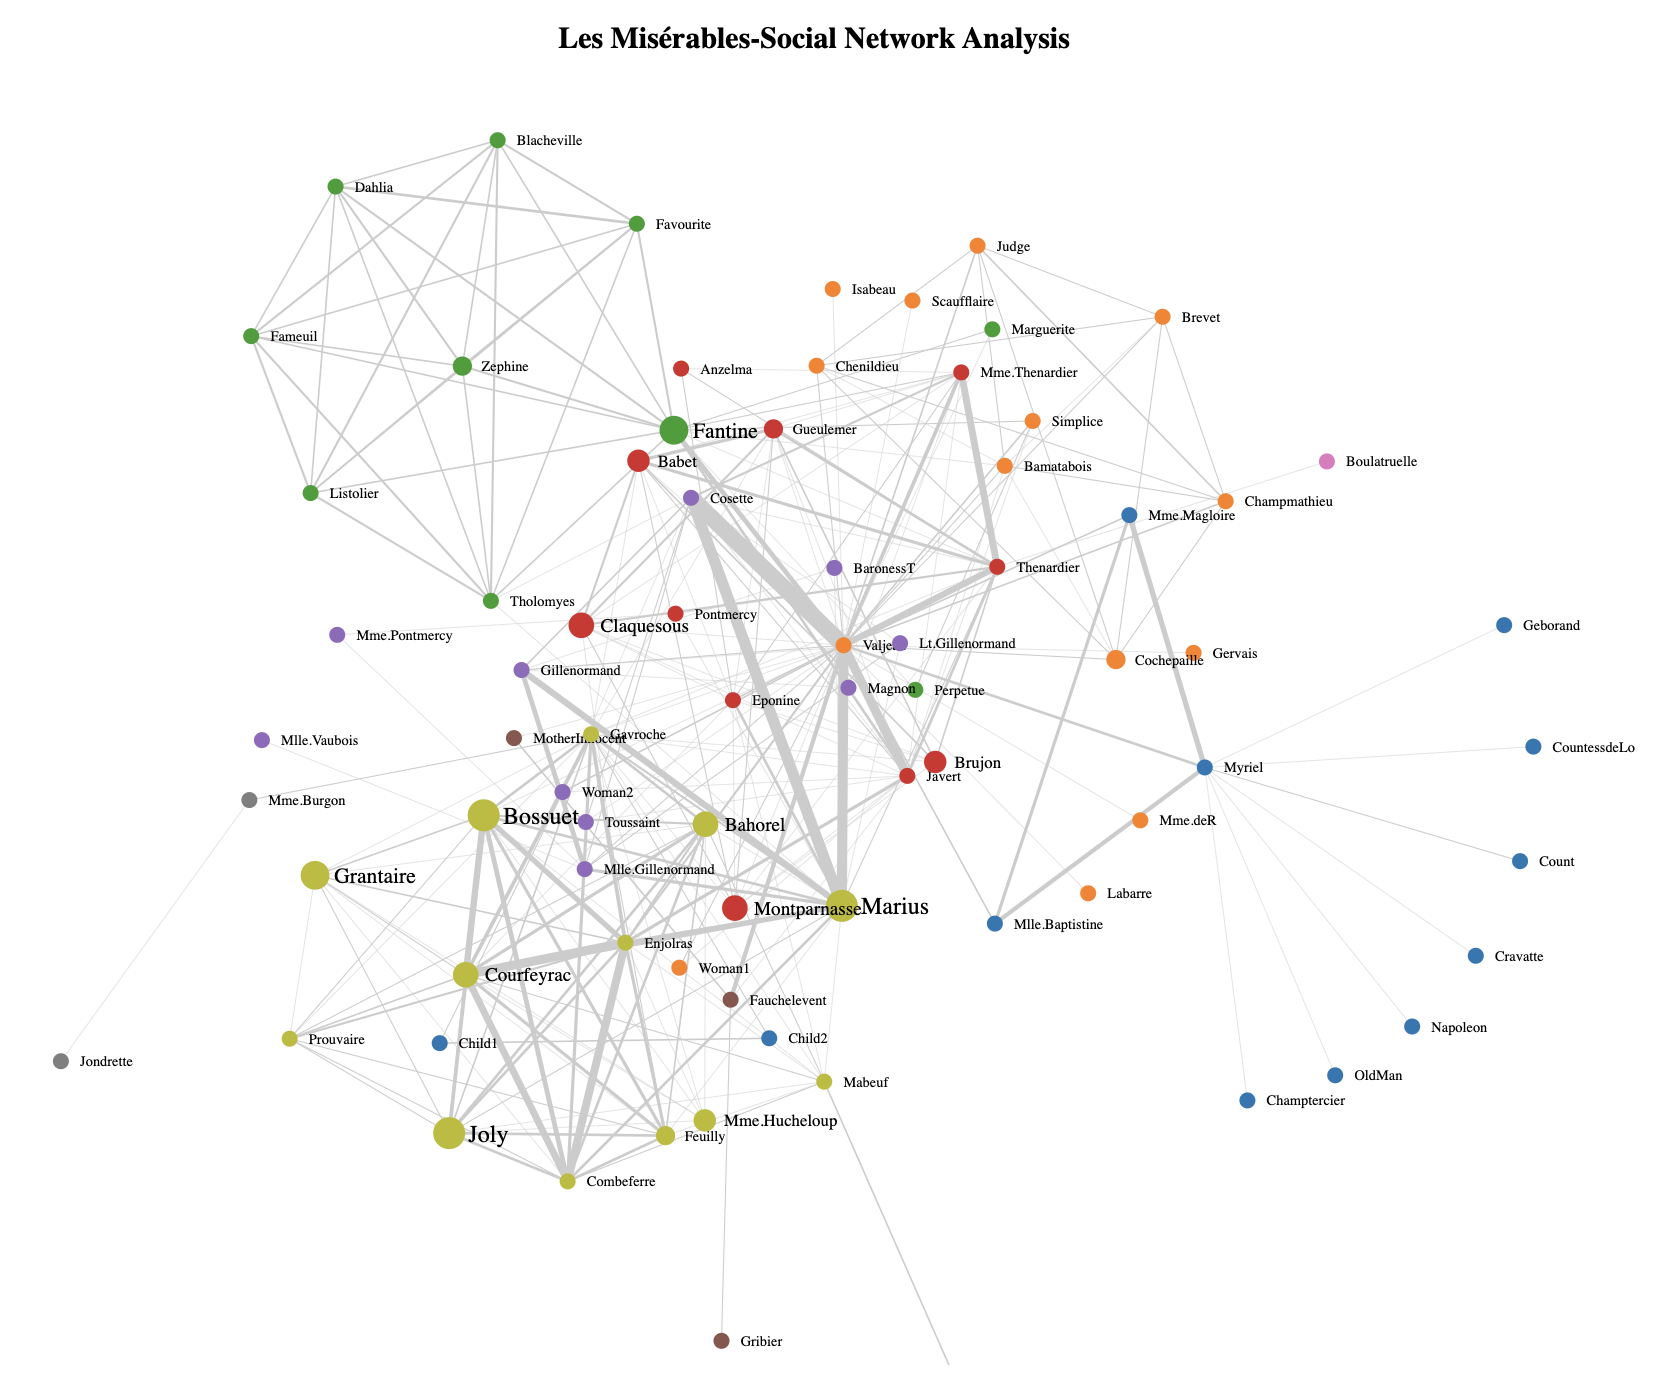 Les Misérables-Social Network Analysis
Blacheville
Dahlia
Favourite
Judge
Isabeau
Scaufflaire
Brevet
Marguerite
Fameuil
Zephine
Anzelma
Chenildieu
Mme.Thenardier
Simplice
Fantine
Gueulemer
Babet
Bamatabois
Boulatruelle
Listolier
Cosette
Champmathieu
Mme.Magloire
BaronessT
Thenardier
Tholomyes
Pontmercy
Claquesous
Geborand
Mme.Pontmercy
Lt.Gillenormand
Gervais
Cochepaille
Gillenormand
Magnon
Perpetue
Eponine
Gavroche
MotherInnocent
Mlle.Vaubois
CountessdeLo
Brujon
Myriel
Javert
Woman2
Mme.Burgon
Bossuet
Toussaint
Bahorel
Mme.deR
Count
Mlle.Gillenormand
Grantaire
Labarre
Montparnasse
Marius
Mlle.Baptistine
Enjolras
Cravatte
Woman1
Courfeyrac
Fauchelevent
Napoleon
Prouvaire
Child1
Child2
Jondrette
OldMan
Mabeuf
Champtercier
Mme.Hucheloup
Joly
Feuilly
Combeferre
Gribier